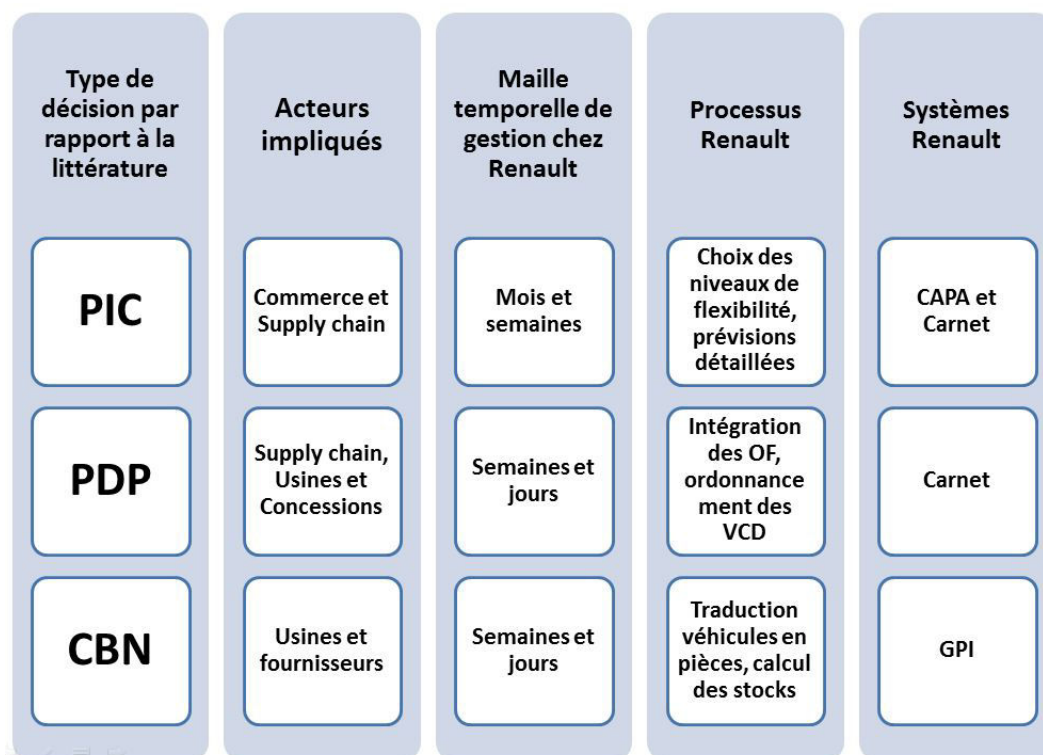 Type de
décision par
rapport à la
littérature
Acteurs
impliqués
Maille
temporelle de
gestion chez
Renault
Processus
Renault
Systèmes
Renault
PIC
Commerce et
Supply chain
Mois et
semaines
Choix des
niveaux de
flexibilité,
prévisions
détaillées
CAPA et
Carnet
PDP
Supply chain,
Usines et
Concessions
Semaines et
jours
Intégration
des OF,
ordonnance
ment des
VCD
Carnet
CBN
Usines et
fournisseurs
Semaines et
jours
Traduction
véhicules en
pièces, calcul
des stocks
GPI